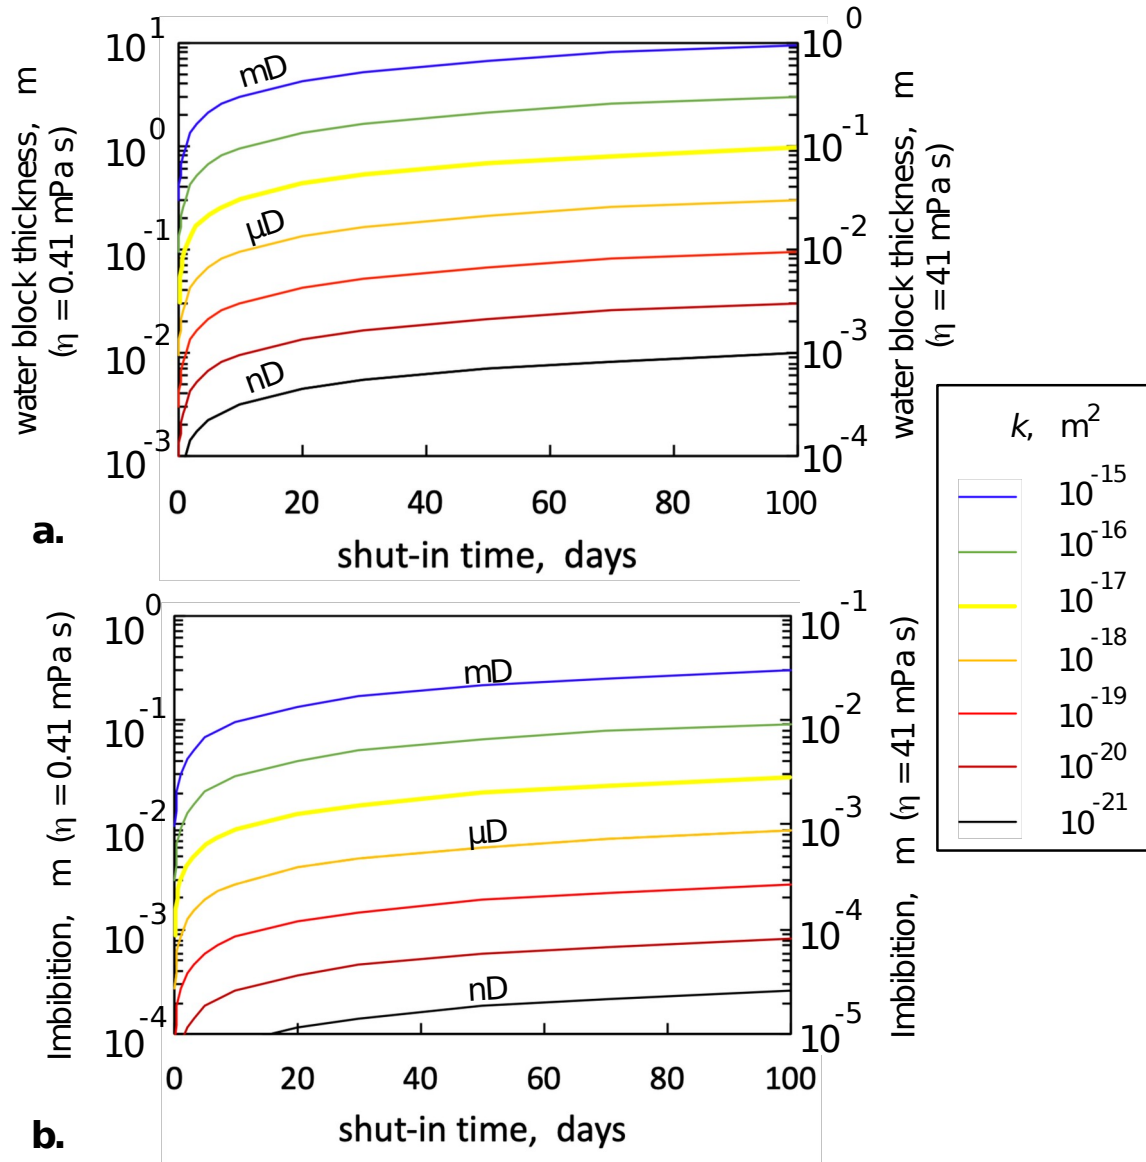 water block thickness, m
(η = 0.41 mPa s)
10^1
10^0
10^-1
10^-2
10^-3
mD
μD
nD
10^0
10^-1
10^-2
10^-3
10^-4
water block thickness, m
(η = 41 mPa s)
0 20 40 60 80 100
shut-in time, days
a.
k, m^2
10^-15
10^-16
10^-17
10^-18
10^-19
10^-20
10^-21
Imbibition, m (η = 0.41 mPa s)
10^0
10^-1
10^-2
10^-3
10^-4
mD
μD
nD
10^-1
10^-2
10^-3
10^-4
10^-5
Imbibition, m (η = 41 mPa s)
0 20 40 60 80 100
shut-in time, days
b.